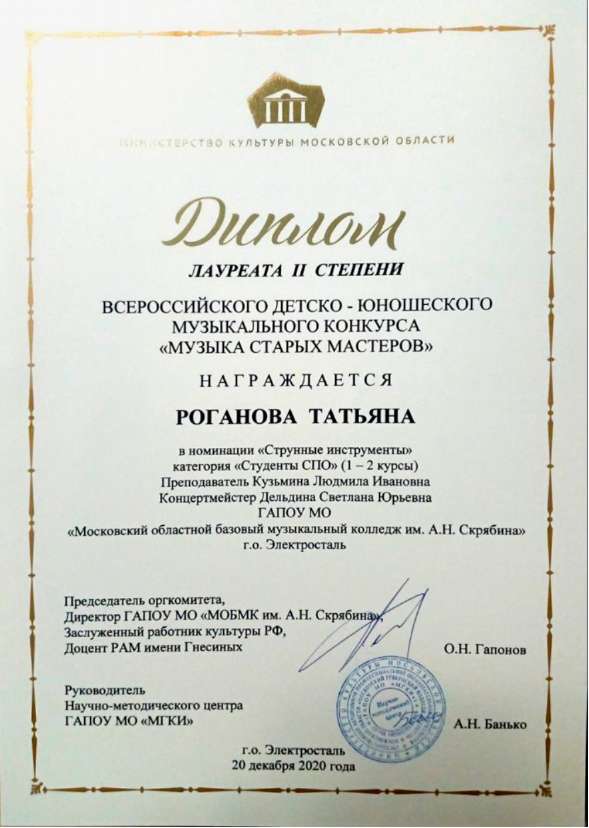 МИНИСТЕРСТВО КУЛЬТУРЫ МОСКОВСКОЙ ОБЛАСТИ
Диплом
ЛАУРЕАТА II СТЕПЕНИ
ВСЕРОССИЙСКОГО ДЕТСКО - ЮНОШЕСКОГО
МУЗЫКАЛЬНОГО КОНКУРСА
«МУЗЫКА СТАРЫХ МАСТЕРОВ»
НАГРАЖДАЕТСЯ
РОГАНОВА ТАТЬЯНА
в номинации «Струнные инструменты»
категория «Студенты СПО» (1 – 2 курсы)
Преподаватель Кузьмина Людмила Ивановна
Концертмейстер Дельдина Светлана Юрьевна
ГАПОУ МО
«Московский областной базовый музыкальный колледж им. А.Н. Скрябина»
г.о. Электросталь
Председатель оргкомитета,
Директор ГАПОУ МО «МОБМК им. А.Н. Скрябина»,
Заслуженный работник культуры РФ,
Доцент РАМ имени Гнесиных О.Н. Гапонов
Руководитель
Научно-методического центра
ГАПОУ МО «МГКИ» А.Н. Банько
г.о. Электросталь
20 декабря 2020 года